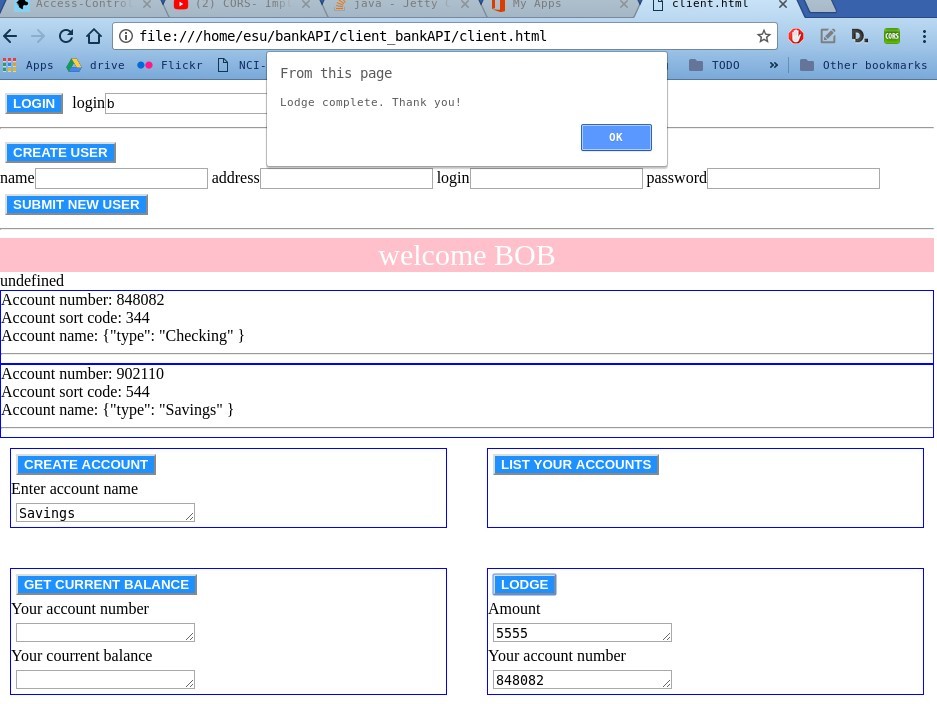 Access-Control
(2) CORS- Imp
java - Jetty
My Apps
client.html
file:///home/esu/bankAPI/client_bankAPI/client.html
D.
CORS
Apps drive Flickr NCI- TODO » Other bookmarks
From this page
Lodge complete. Thank you!
OK
LOGIN login b
CREATE USER
name address login password
SUBMIT NEW USER
welcome BOB
undefined
Account number: 848082
Account sort code: 344
Account name: {"type": "Checking" }
Account number: 902110
Account sort code: 544
Account name: {"type": "Savings" }
CREATE ACCOUNT
Enter account name
Savings
LIST YOUR ACCOUNTS
GET CURRENT BALANCE
Your account number
Your courrent balance
LODGE
Amount
5555
Your account number
848082